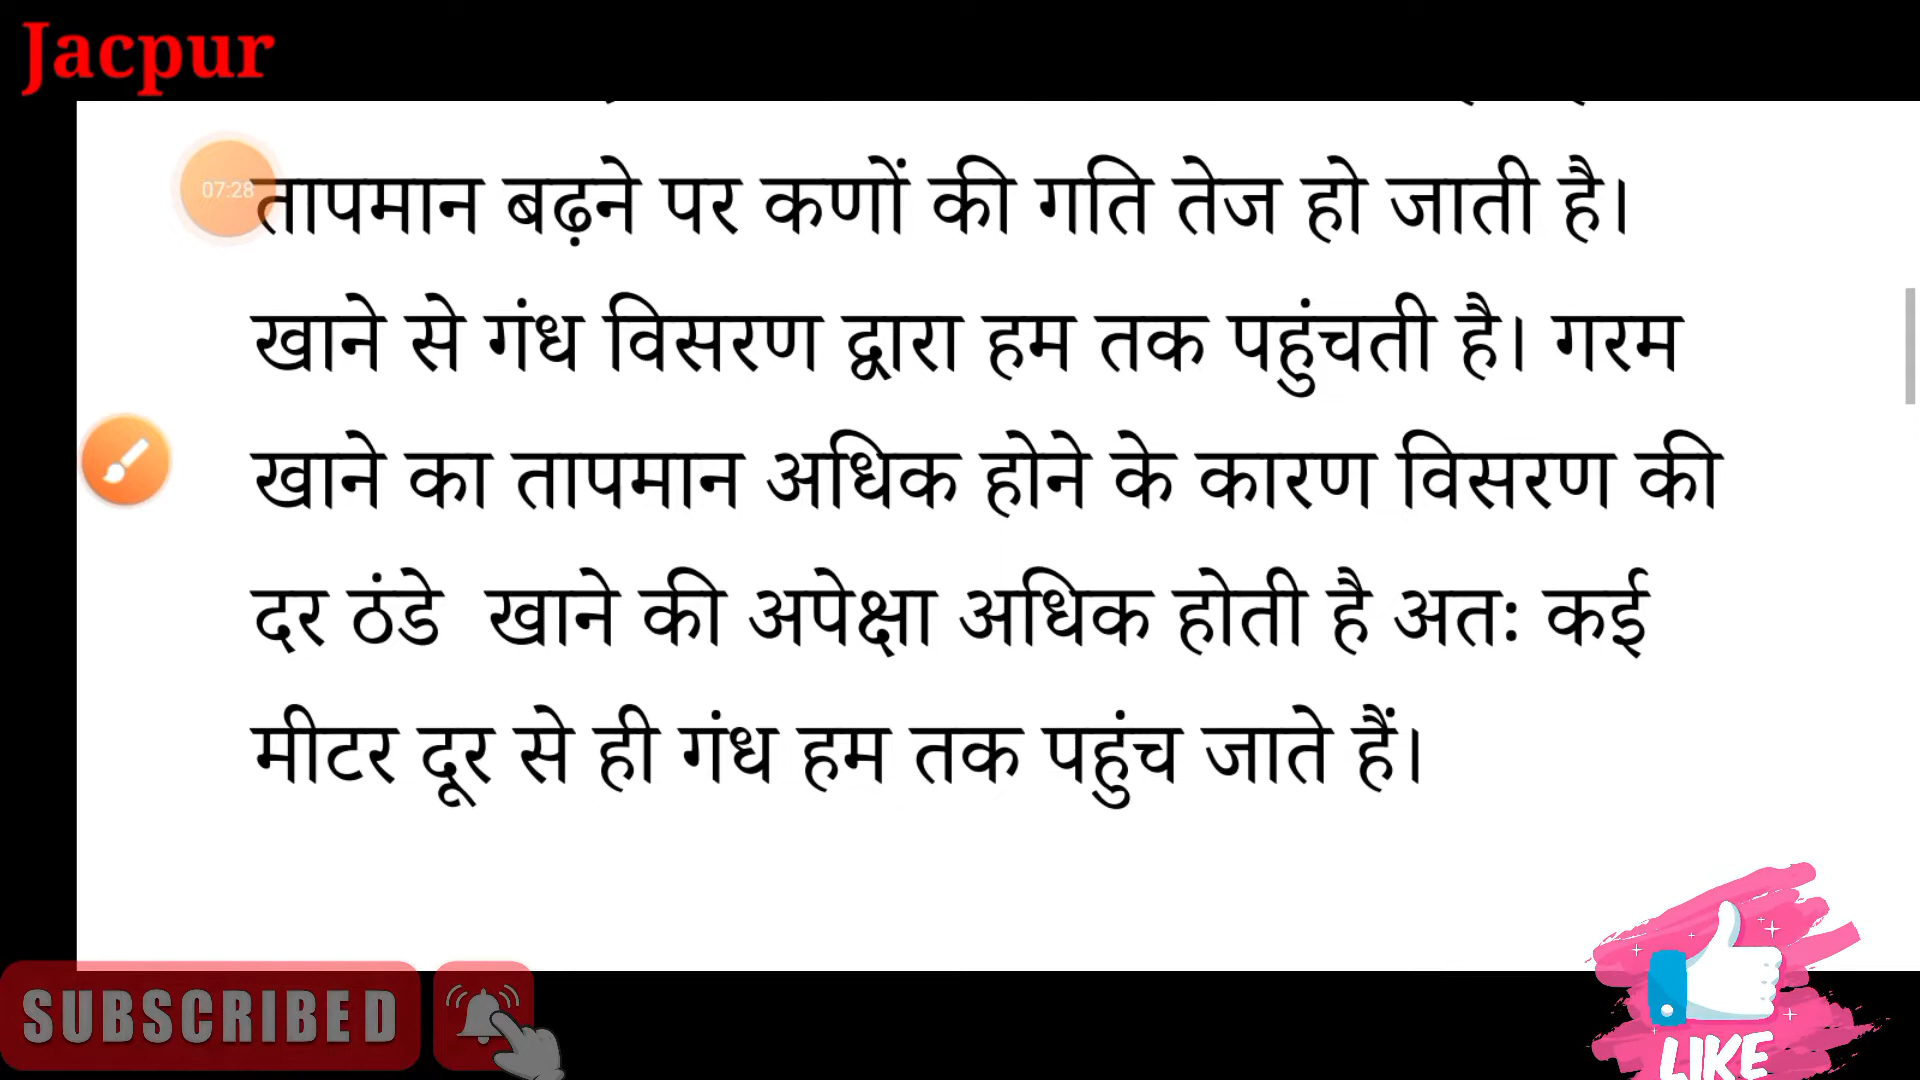 Jacpur
07:28
तापमान बढ़ने पर कणों की गति तेज हो जाती है।
खाने से गंध विसरण द्वारा हम तक पहुंचती है। गरम
खाने का तापमान अधिक होने के कारण विसरण की
दर ठंडे खाने की अपेक्षा अधिक होती है अतः कई
मीटर दूर से ही गंध हम तक पहुंच जाते हैं।
SUBSCRIBED
LIKE